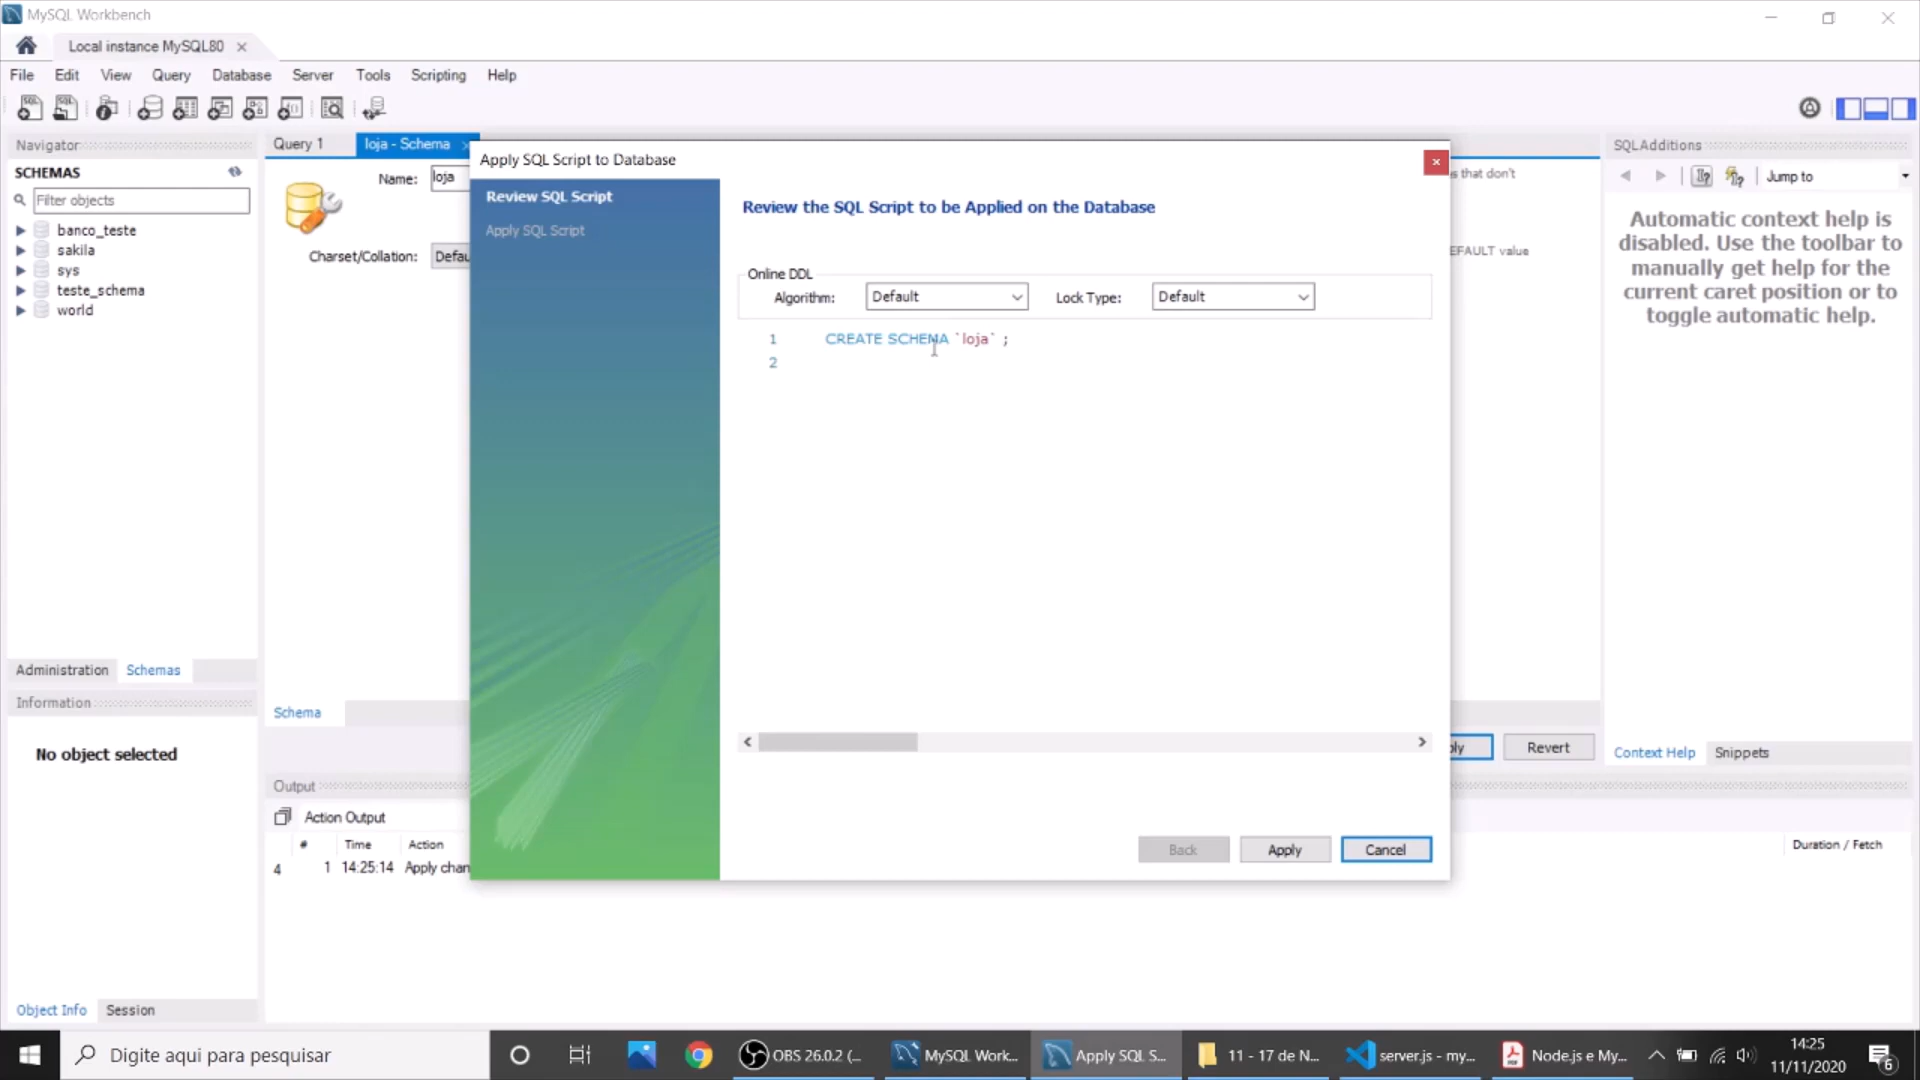 MySQL Workbench
Local instance MySQL80
File Edit View Query Database Server Tools Scripting Help
Navigator
SCHEMAS
Filter objects
banco_teste
sakila
sys
teste_schema
world
Administration Schemas
Information
No object selected
Object Info Session
Query 1 loja - Schema
Name: loja
Charset/Collation: Defau
Schema
Apply SQL Script to Database
Review SQL Script
Apply SQL Script
Review the SQL Script to be Applied on the Database
Online DDL
Algorithm: Default Lock Type: Default
1 CREATE SCHEMA `loja` ;
2
Back Apply Cancel
s that don't
EFAULT value
ly Revert
Output
Action Output
# Time Action Duration / Fetch
4 1 14:25:14 Apply chan
SQLAdditions
Jump to
Automatic context help is
disabled. Use the toolbar to
manually get help for the
current caret position or to
toggle automatic help.
Context Help Snippets
Digite aqui para pesquisar
OBS 26.0.2 (... MySQL Work... Apply SQL S... 11 - 17 de N... server.js - my... Node.js e My...
14:25
11/11/2020
6